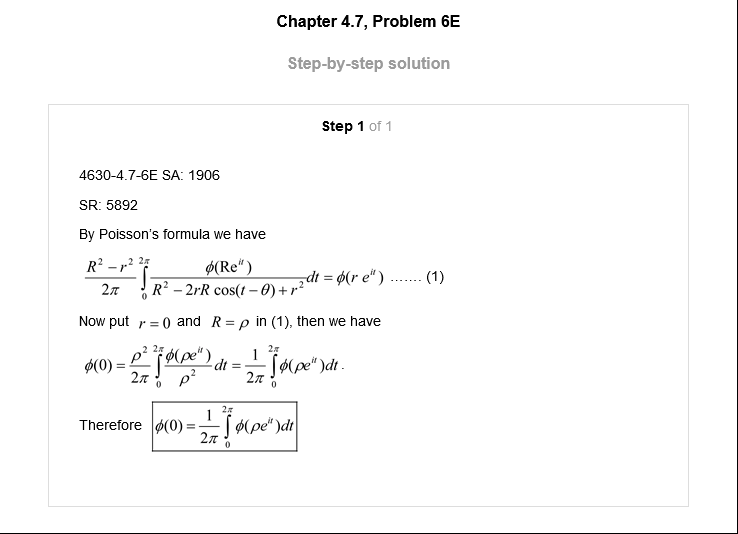 Chapter 4.7, Problem 6E
Step-by-step solution
Step 1 of 1
4630-4.7-6E SA: 1906
SR: 5892
By Poisson's formula we have
\frac{R^2 - r^2}{2\pi} \int_0^{2\pi} \frac{\phi(\mathrm{Re}^{it})}{R^2 - 2rR\cos(t-\theta) + r^2} dt = \phi(r e^{it}) ....... (1)
Now put r = 0 and R = ρ in (1), then we have
\phi(0) = \frac{\rho^2}{2\pi} \int_0^{2\pi} \frac{\phi(\rho e^{it})}{\rho^2} dt = \frac{1}{2\pi} \int_0^{2\pi} \phi(\rho e^{it}) dt .
Therefore \phi(0) = \frac{1}{2\pi} \int_0^{2\pi} \phi(\rho e^{it}) dt